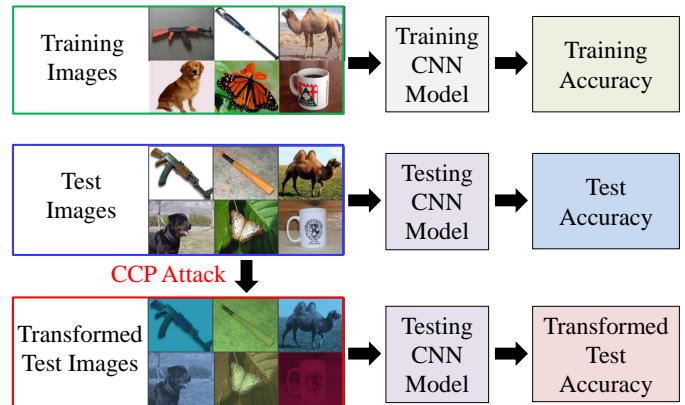 Training
Images
Training
CNN
Model
Training
Accuracy
Test
Images
Testing
CNN
Model
Test
Accuracy
CCP Attack
Transformed
Test Images
Testing
CNN
Model
Transformed
Test
Accuracy